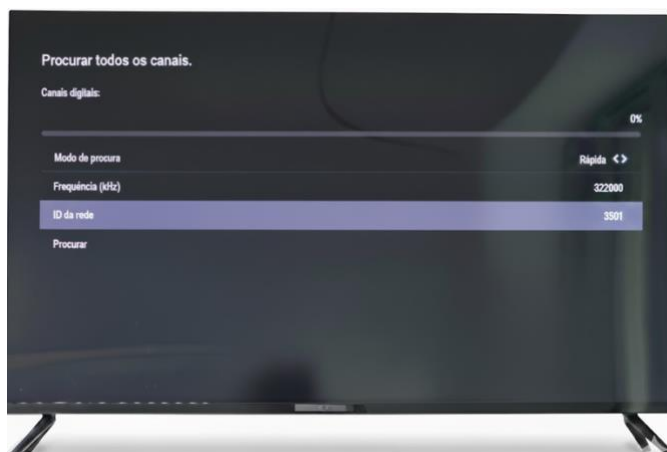 Procurar todos os canais.
Canais digitais:
0%
Modo de procura Rápida <>
Frequência (kHz) 322000
ID da rede 3501
Procurar